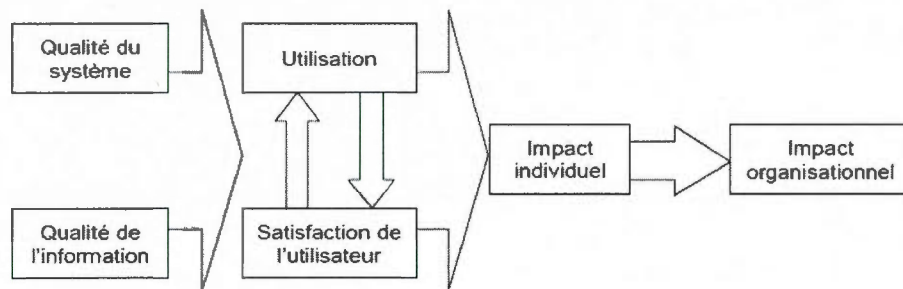 Qualité du
système
Utilisation
Impact
individuel
Impact
organisationnel
Qualité de
l'information
Satisfaction de
l'utilisateur